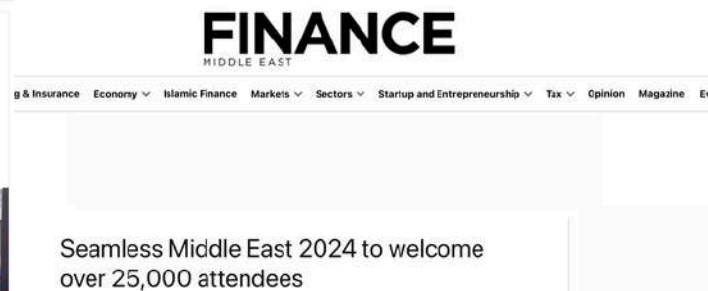 FINANCE
MIDDLE EAST
g & Insurance Economy Islamic Finance Markets Sectors Startup and Entrepreneurship Tax Opinion Magazine
Seamless Middle East 2024 to welcome
over 25,000 attendees